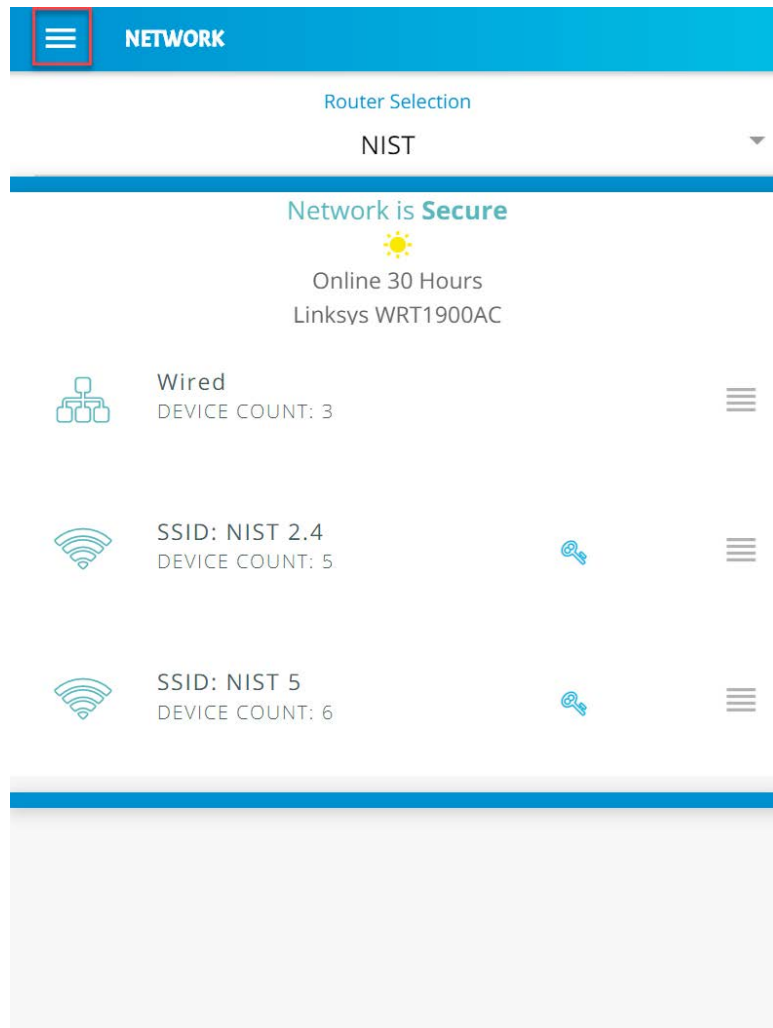 NETWORK
Router Selection
NIST
Network is Secure
Online 30 Hours
Linksys WRT1900AC
Wired
DEVICE COUNT: 3
SSID: NIST 2.4
DEVICE COUNT: 5
SSID: NIST 5
DEVICE COUNT: 6